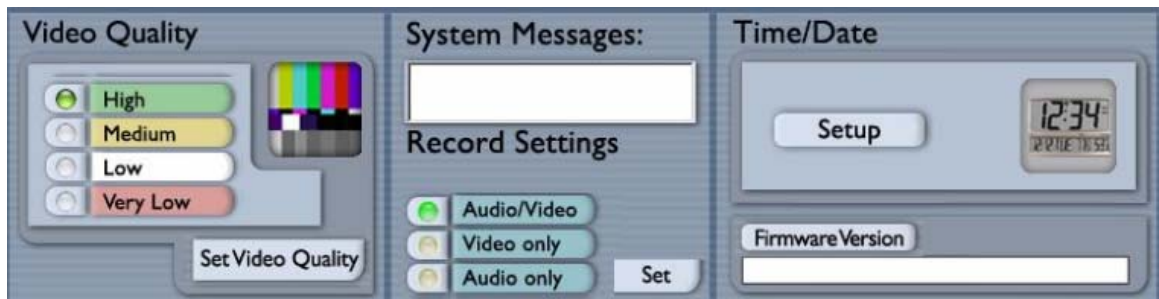 Video Quality
High
Medium
Low
Very Low
Set Video Quality
System Messages:
Record Settings
Audio/Video
Video only
Audio only
Set
Time/Date
Setup
12:34
Firmware Version